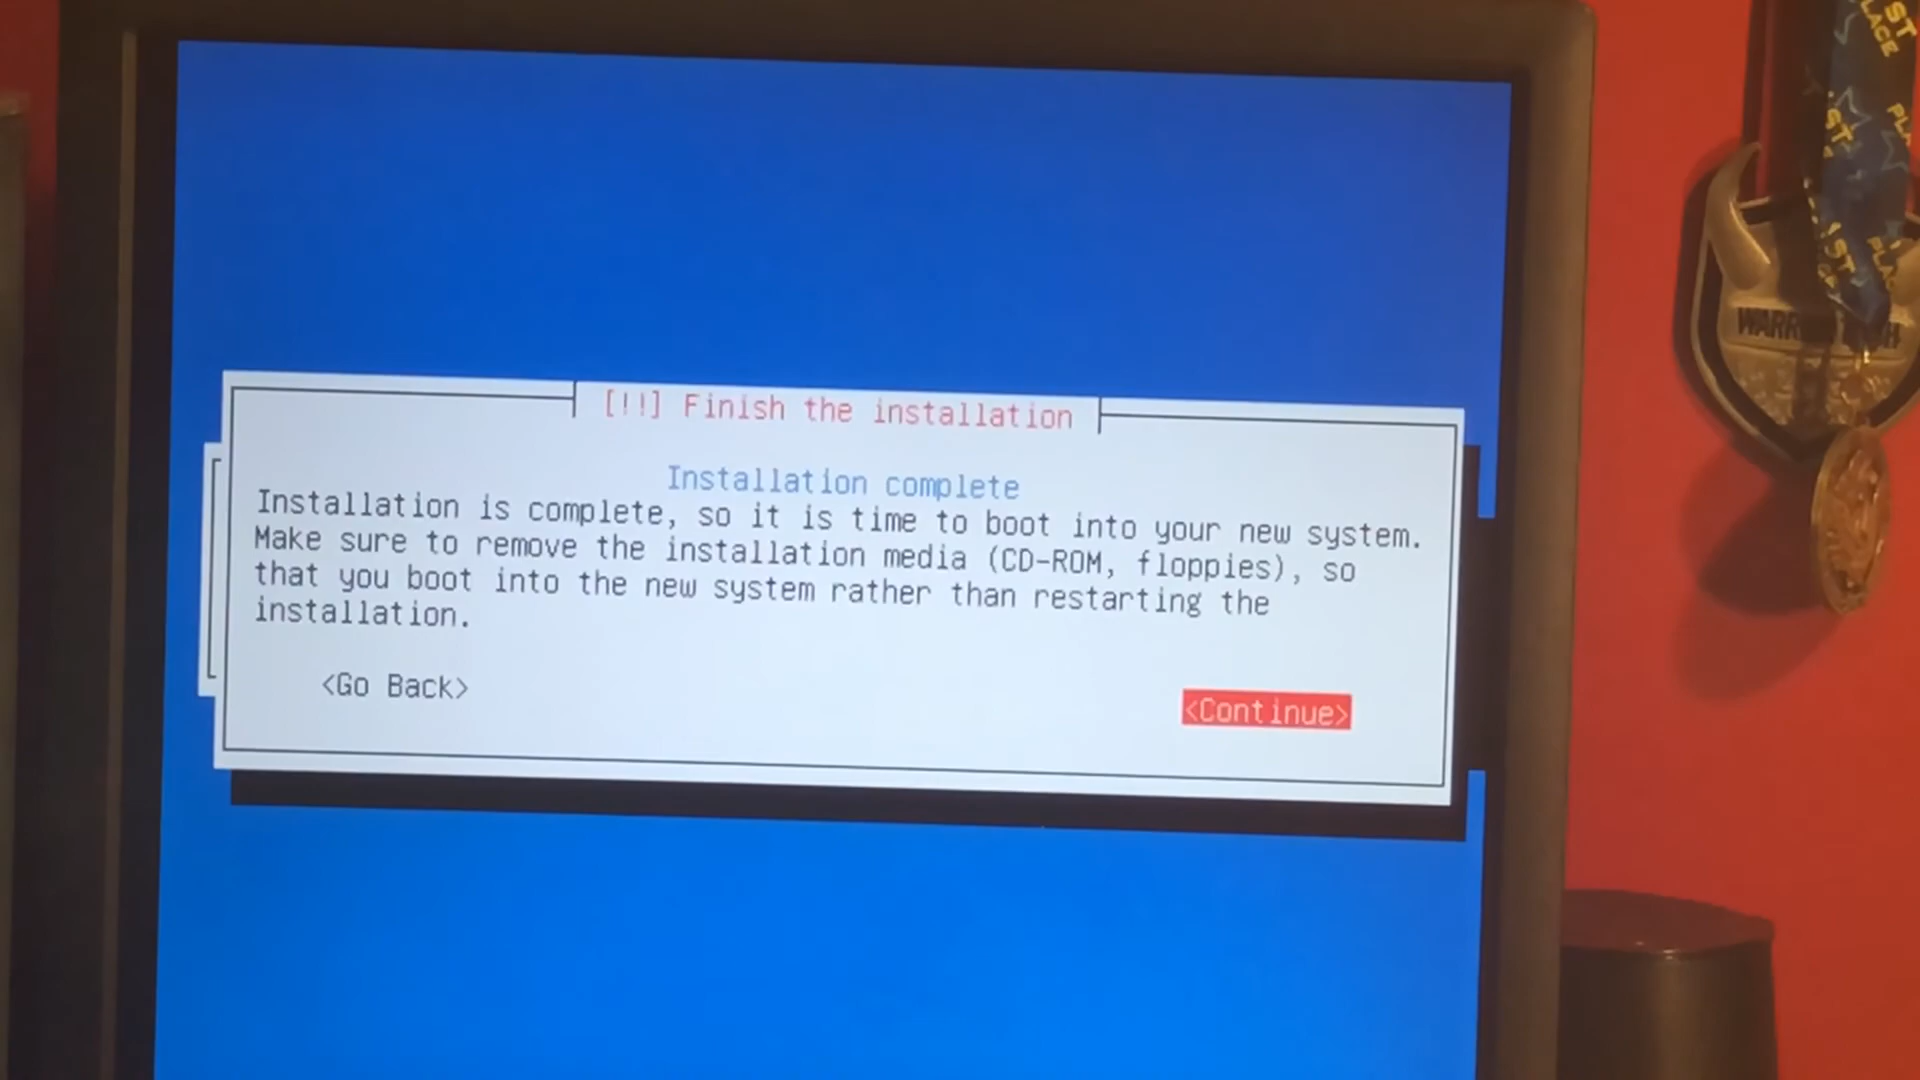 [!!] Finish the installation
Installation complete
Installation is complete, so it is time to boot into your new system.
Make sure to remove the installation media (CD-ROM, floppies), so
that you boot into the new system rather than restarting the
installation.
<Go Back>
<Continue>
1ST
PLACE